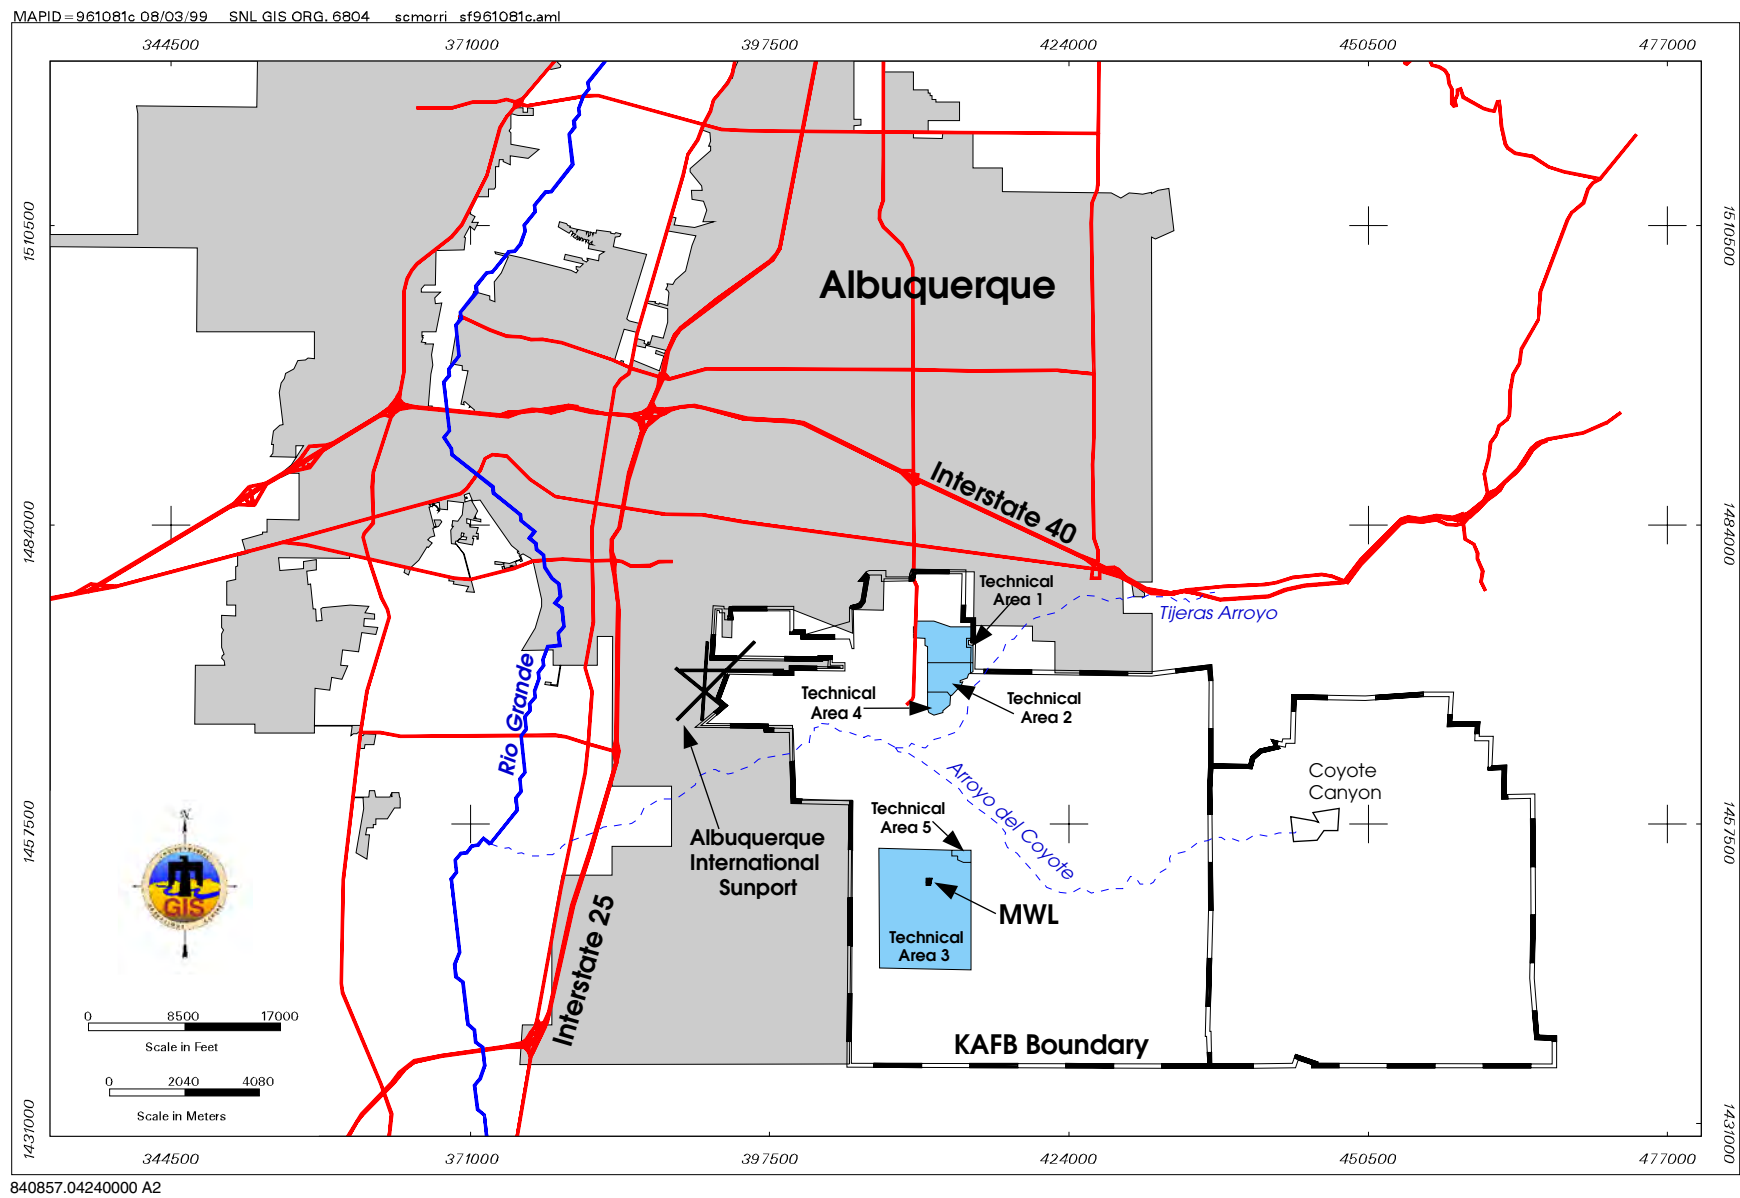 MAPID=961081c 08/03/99 SNL GIS ORG. 6804 scmorri sf961081c.aml
344500 371000 397500 424000 450500 477000
1510500
1510500
Albuquerque
Interstate 40
1484000
1484000
Technical
Area 1
Tijeras Arroyo
Rio Grande
Technical
Area 4
Technical
Area 2
Arroyo del Coyote
Coyote
Canyon
1457500
1457500
Technical
Area 5
Albuquerque
International
Sunport
N
GIS
MWL
Technical
Area 3
Interstate 25
0 8500 17000
Scale in Feet
KAFB Boundary
0 2040 4080
Scale in Meters
1431000
1431000
344500 371000 397500 424000 450500 477000
840857.04240000 A2